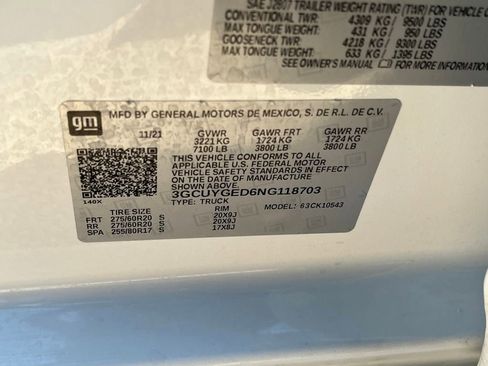 SAE J2807 TRAILER WEIGHT RATING (TWR) FOR VEHICLE
CONVENTIONAL TWR: 4309 KG/ 9500 LBS
MAX TONGUE WEIGHT: 431 KG/ 950 LBS
GOOSENECK TWR: 4218 KG/ 9300 LBS
MAX TONGUE WEIGHT: 633 KG/ 1395 LBS
SEE OWNER'S MANUAL FOR MORE INFORMATION
gm
MFD BY GENERAL MOTORS DE MEXICO, S. DE R.L. DE C.V.
11/21 GVWR GAWR FRT GAWR RR
3221 KG 1724 KG 1724 KG
7100 LB 3800 LB 3800 LB
THIS VEHICLE CONFORMS TO ALL
APPLICABLE U.S. FEDERAL MOTOR
VEHICLE SAFETY STANDARDS IN EFFECT
ON THE DATE OF MANUFACTURE SHOWN ABOVE.
3GCUYGED6NG118703
140X TYPE: TRUCK MODEL: 63CK10543
TIRE SIZE RIM
FRT 275/60R20 S 20X9J
RR 275/60R20 S 20X9J
SPA 255/80R17 S 17X8J